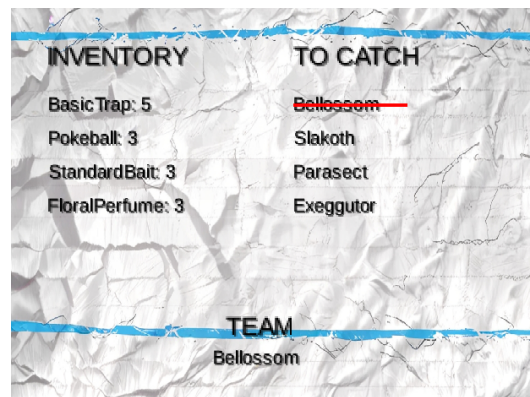 INVENTORY
BasicTrap: 5
Pokeball: 3
StandardBait: 3
FloralPerfume: 3
TO CATCH
Bellossom
Slakoth
Parasect
Exeggutor
TEAM
Bellossom